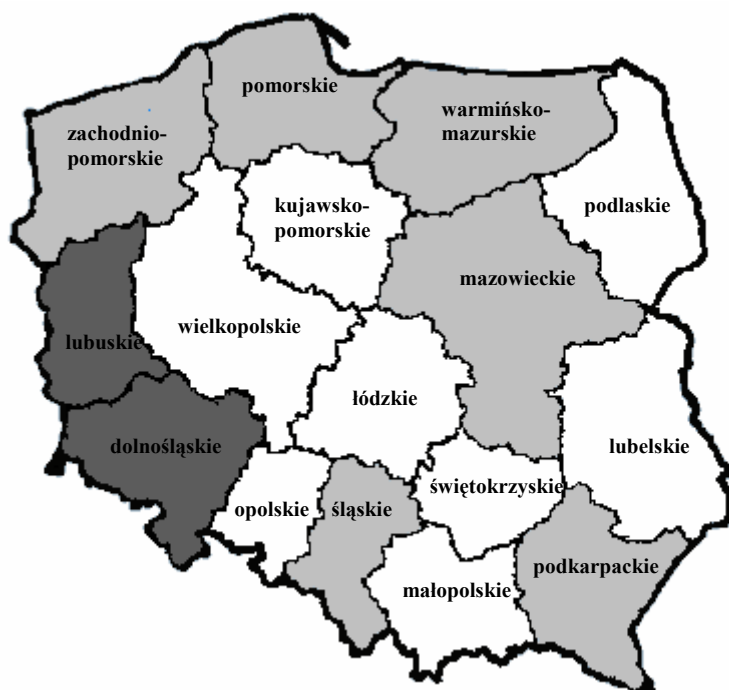 pomorskie
zachodnio-
pomorskie
warmińsko-
mazurskie
kujawsko-
pomorskie
podlaskie
mazowieckie
wielkopolskie
lubuskie
łódzkie
dolnośląskie
lubelskie
świętokrzyskie
opolskie
śląskie
podkarpackie
małopolskie